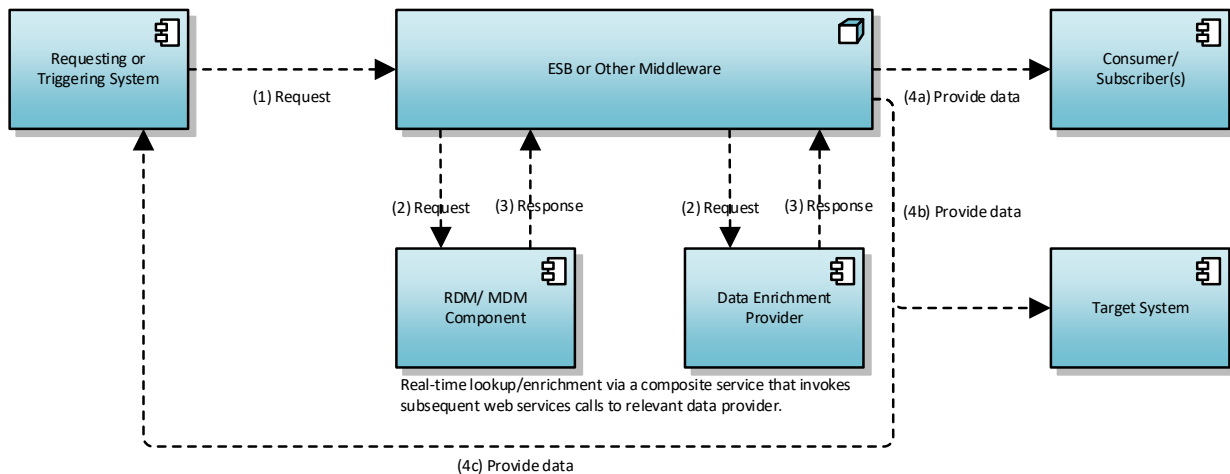 Requesting or
Triggering System
(1) Request
ESB or Other Middleware
(4a) Provide data
Consumer/
Subscriber(s)
(2) Request
(3) Response
(2) Request
(3) Response
(4b) Provide data
RDM/ MDM
Component
Data Enrichment
Provider
Target System
Real-time lookup/enrichment via a composite service that invokes
subsequent web services calls to relevant data provider.
(4c) Provide data